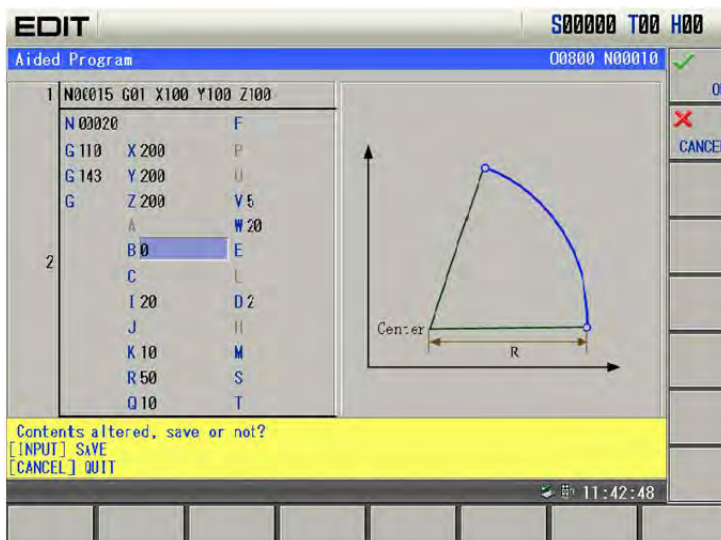 EDIT S00000 T00 H00
Aided Program O0800 N00010
1 N00015 G01 X100 Y100 Z100
2
N 00020 F
G 110 X 200 P
G 143 Y 200 U
G Z 200 V 5
A W 20
B 0 E
C L
I 20 D 2
J H
K 10 M
R 50 S
Q 10 T
Center
R
CANCEL
Contents altered, save or not?
[INPUT] SAVE
[CANCEL] QUIT
11:42:48